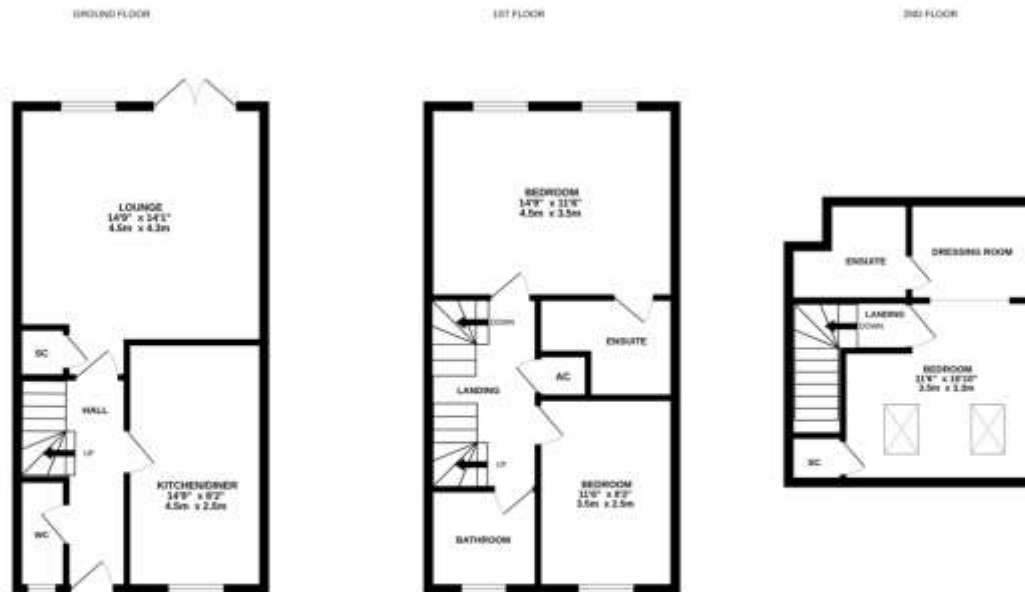 GROUND FLOOR
1ST FLOOR
2ND FLOOR
LOUNGE
14'9" x 14'1"
4.5m x 4.3m
SC
HALL
UP
KITCHEN/DINER
14'9" x 8'2"
4.5m x 2.5m
WC
BEDROOM
14'9" x 11'6"
4.5m x 3.5m
DOWN
ENSUITE
AC
LANDING
UP
BEDROOM
11'6" x 8'2"
3.5m x 2.5m
BATHROOM
ENSUITE
DRESSING ROOM
LANDING
DOWN
BEDROOM
11'6" x 10'10"
3.5m x 3.3m
SC